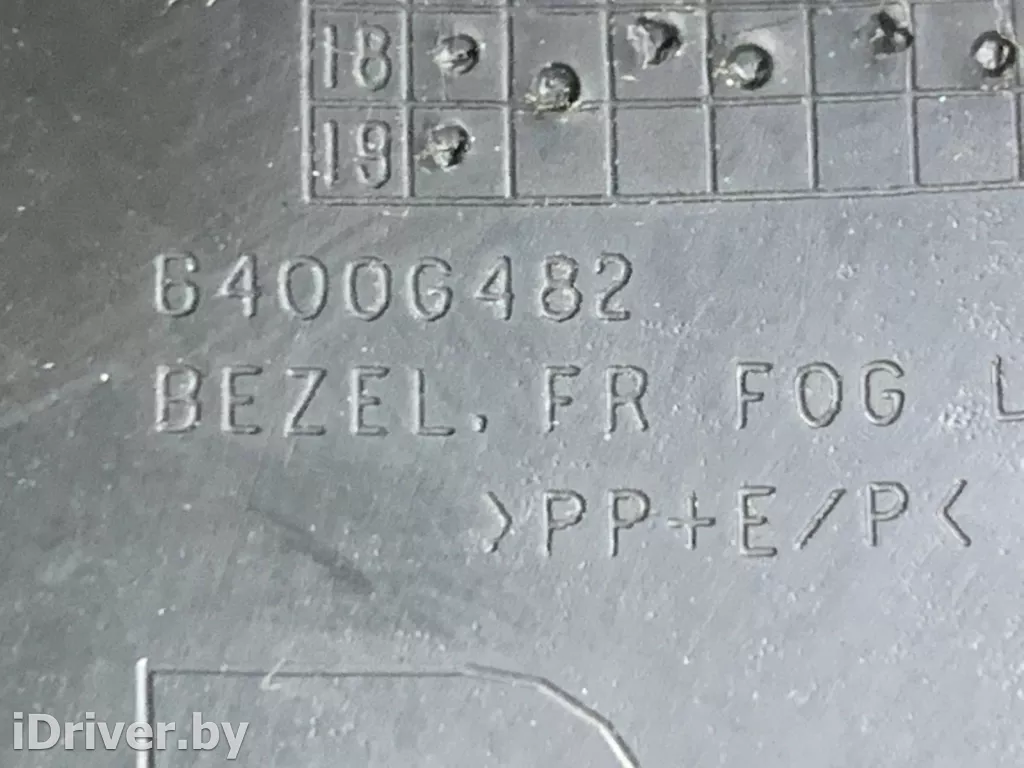 18
19
6400G482
BEZEL. FR FOG L
>PP+E/P<
iDriver.by